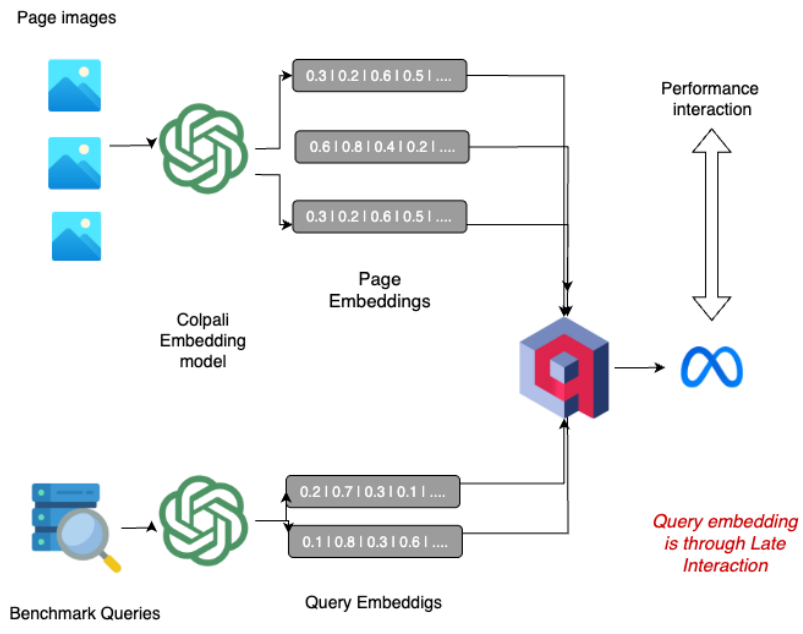 Page images
0.3 | 0.2 | 0.6 | 0.5 | ....
Performance
interaction
0.6 | 0.8 | 0.4 | 0.2 | ....
0.3 | 0.2 | 0.6 | 0.5 | ....
Page
Embeddings
Colpali
Embedding
model
0.2 | 0.7 | 0.3 | 0.1 | ....
0.1 | 0.8 | 0.3 | 0.6 | ....
Query embedding
is through Late
Interaction
Benchmark Queries
Query Embeddigs